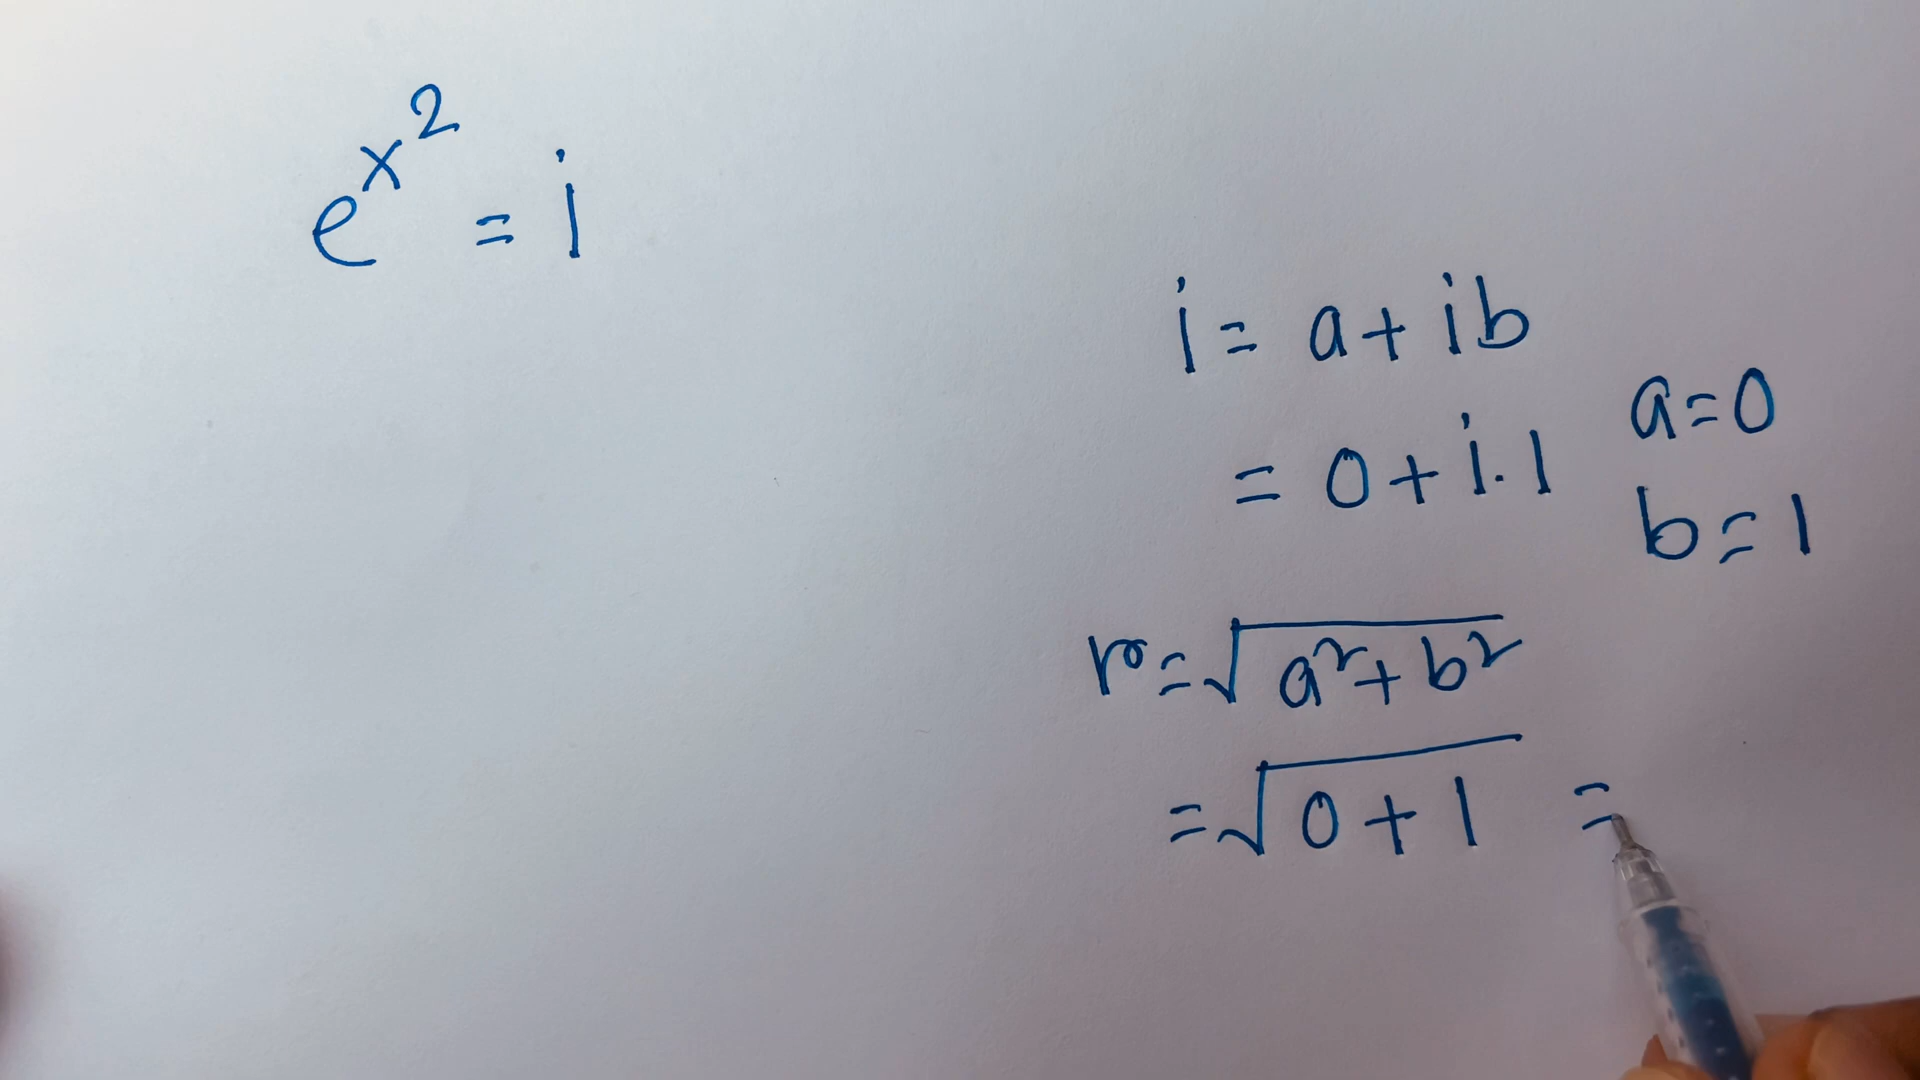 e^x^2 = i
i = a + ib
= 0 + i.1
a = 0
b = 1
r = √a² + b²
= √0 + 1 =